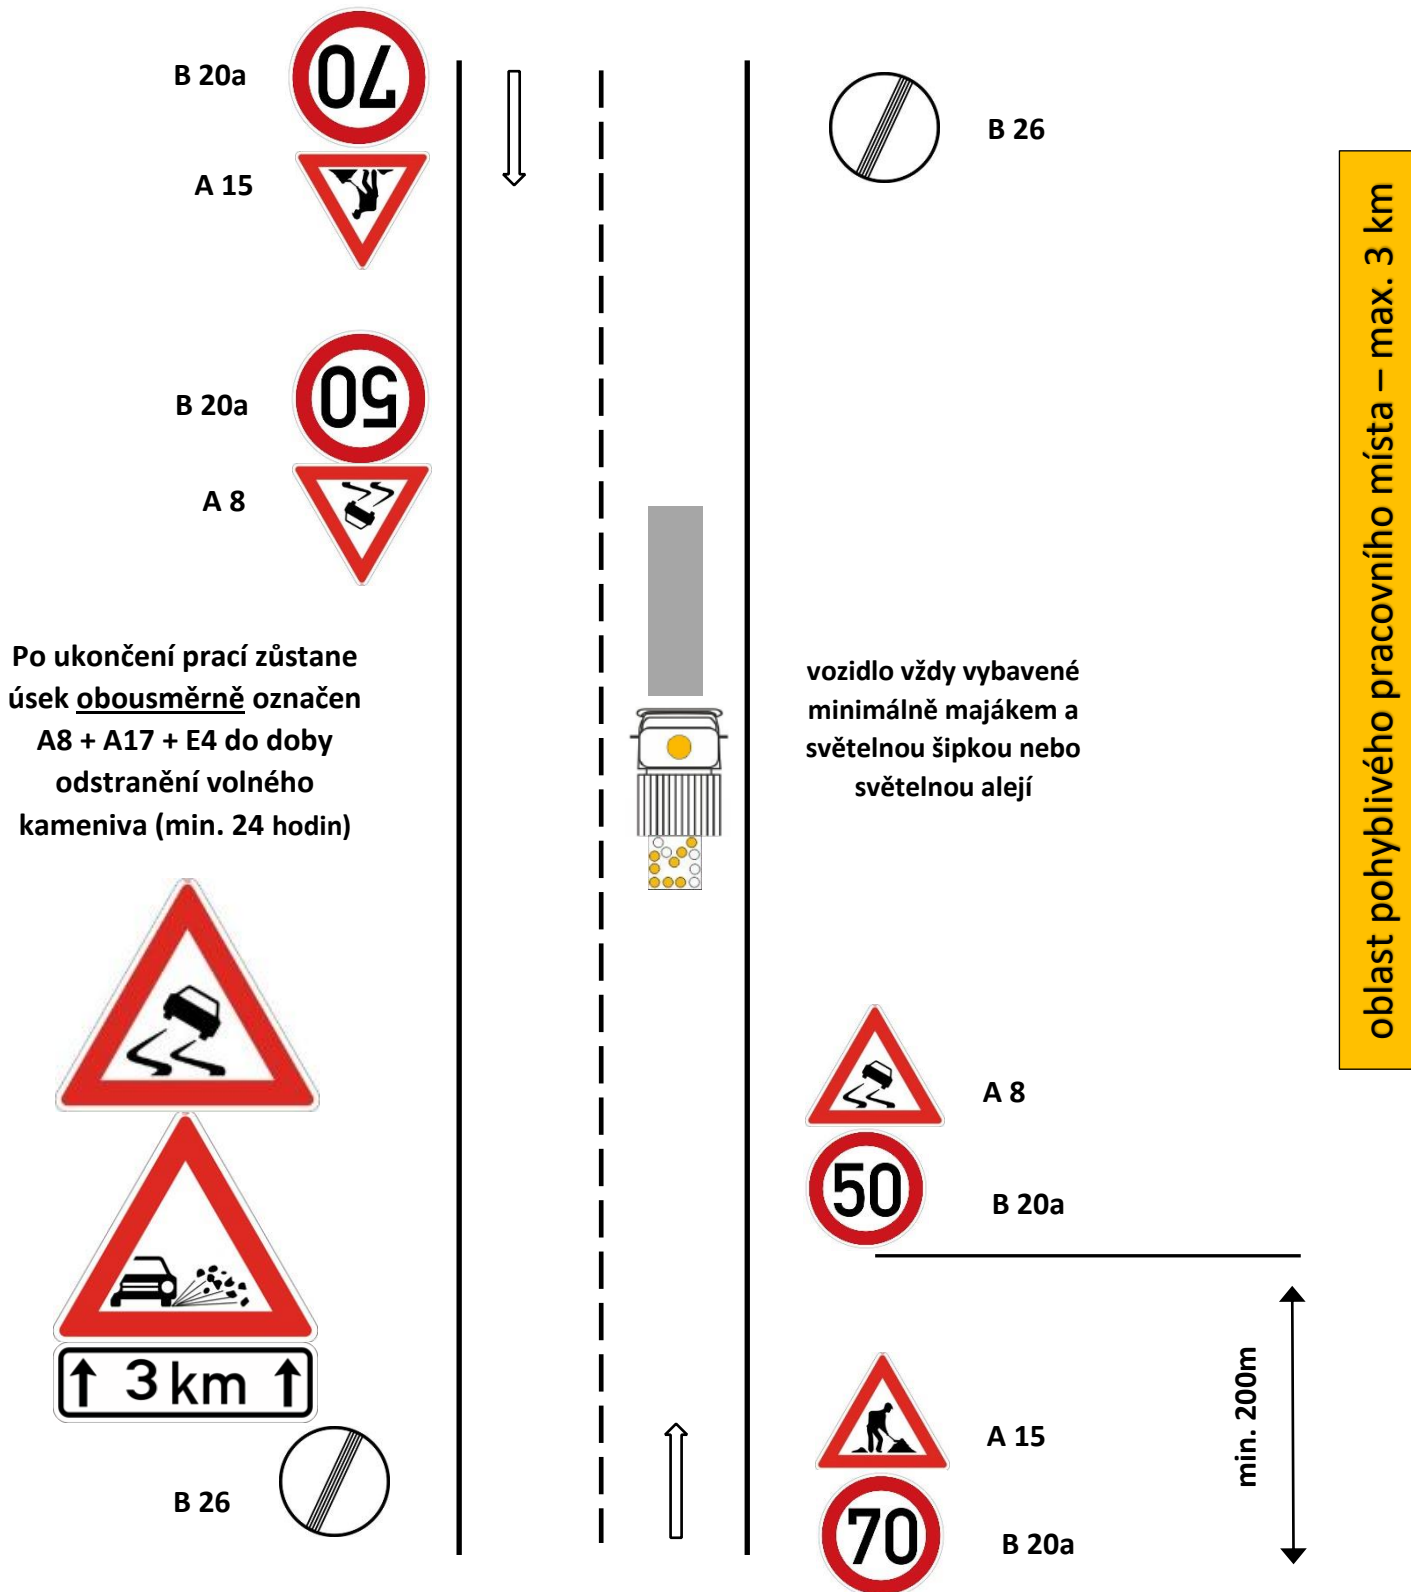 B 20a
70
A 15
B 26
B 20a
50
A 8
oblast pohyblivého pracovního místa – max. 3 km
Po ukončení prací zůstane
úsek obousměrně označen
A8 + A17 + E4 do doby
odstranění volného
kameniva (min. 24 hodin)
vozidlo vždy vybavené
minimálně majákem a
světelnou šipkou nebo
světelnou alejí
3 km
B 26
A 8
50
B 20a
min. 200m
A 15
70
B 20a